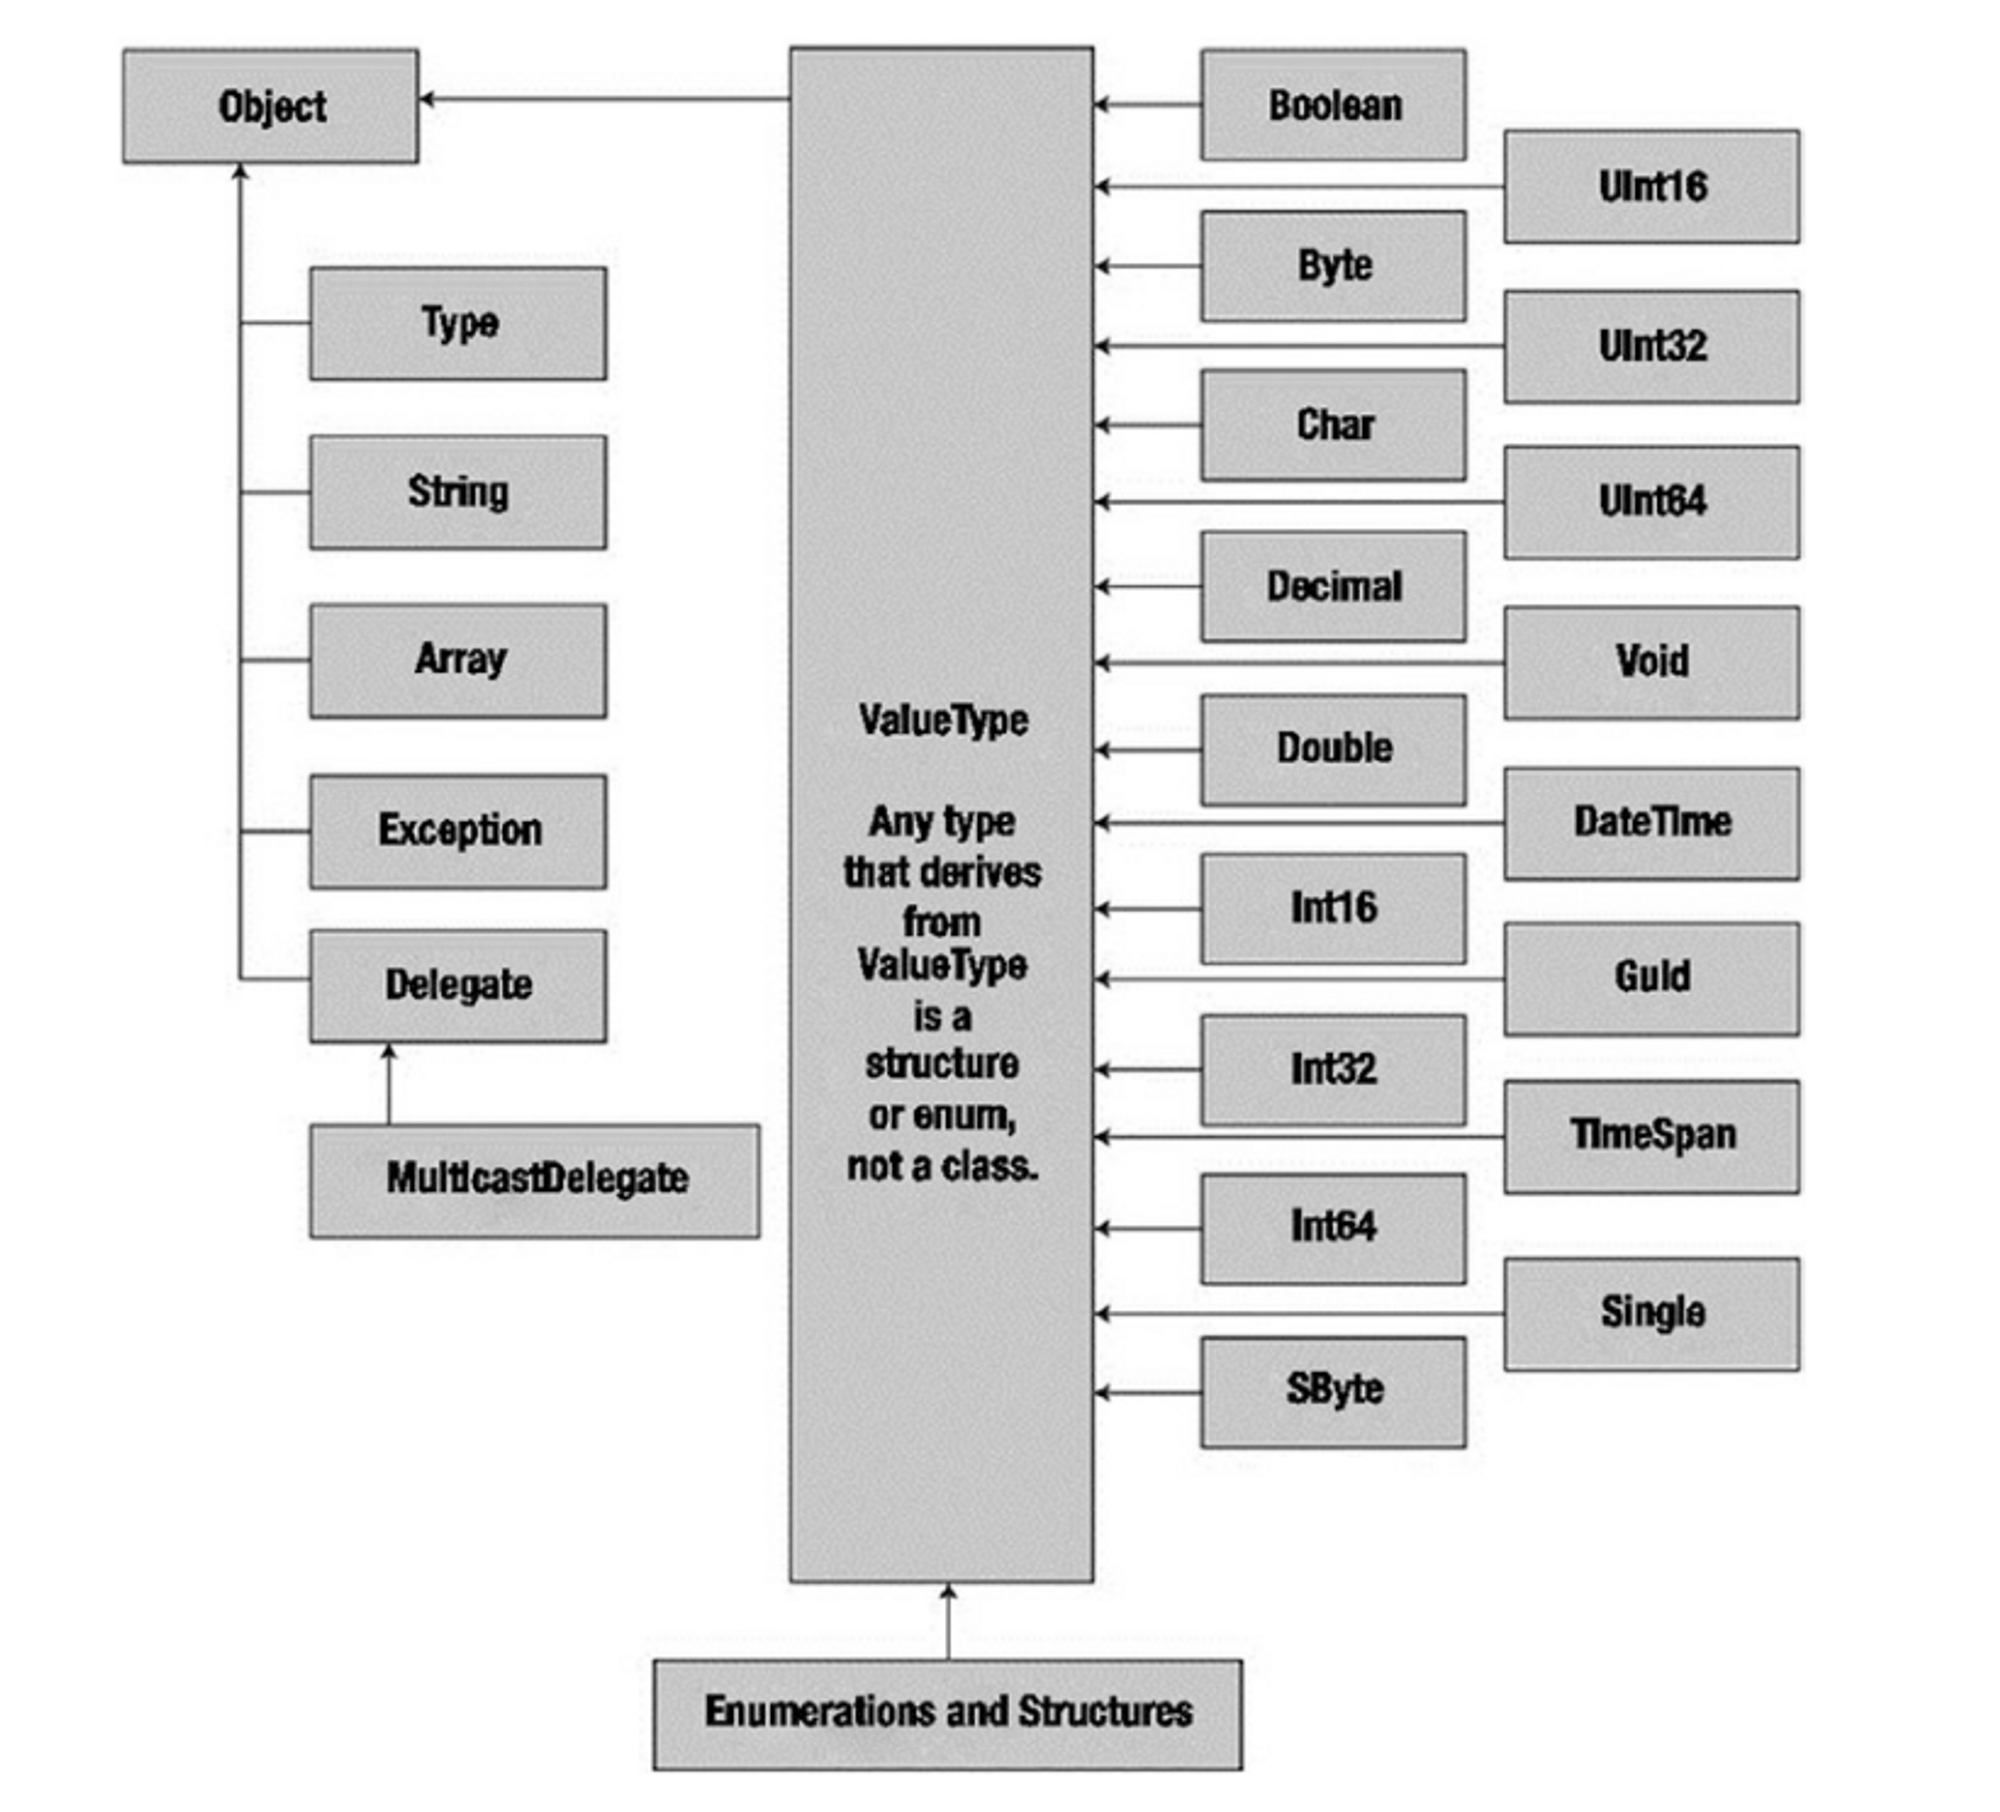 Object
Type
String
Array
Exception
Delegate
MulticastDelegate
ValueType
Any type
that derives
from
ValueType
is a
structure
or enum,
not a class.
Boolean
UInt16
Byte
UInt32
Char
UInt64
Decimal
Void
Double
DateTime
Int16
Guid
Int32
TimeSpan
Int64
Single
SByte
Enumerations and Structures